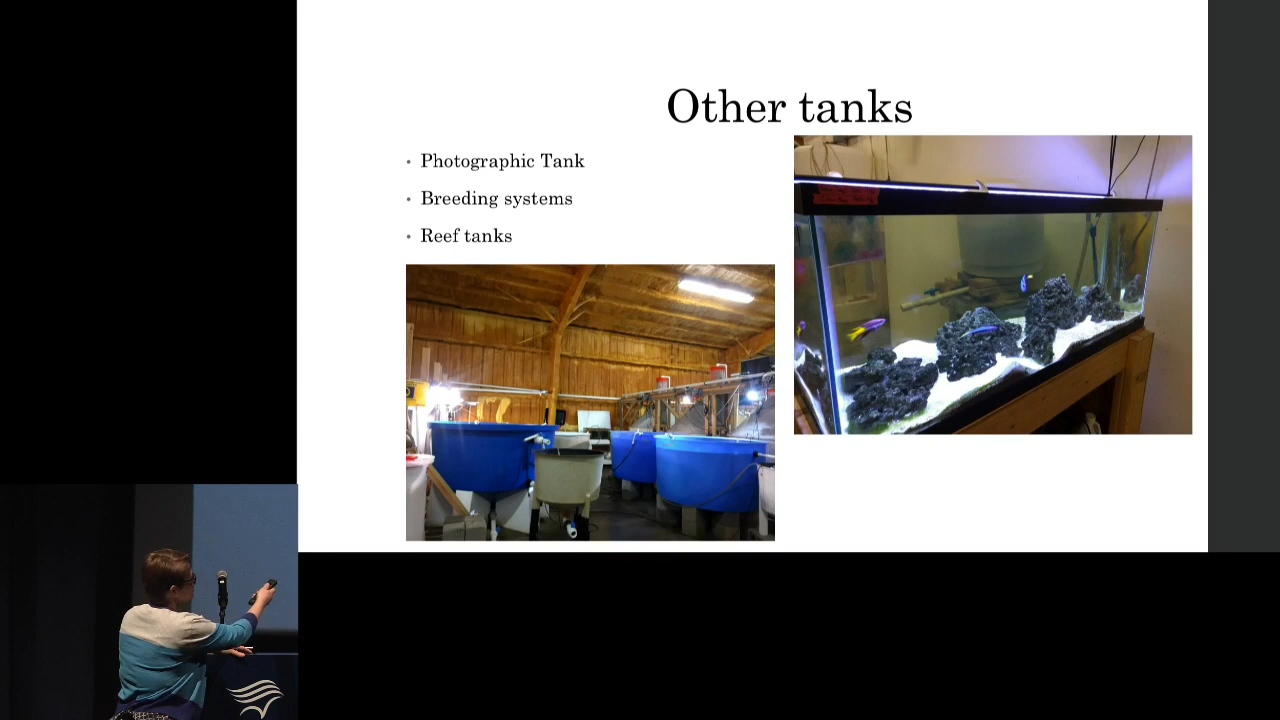 Other tanks
• Photographic Tank
• Breeding systems
• Reef tanks